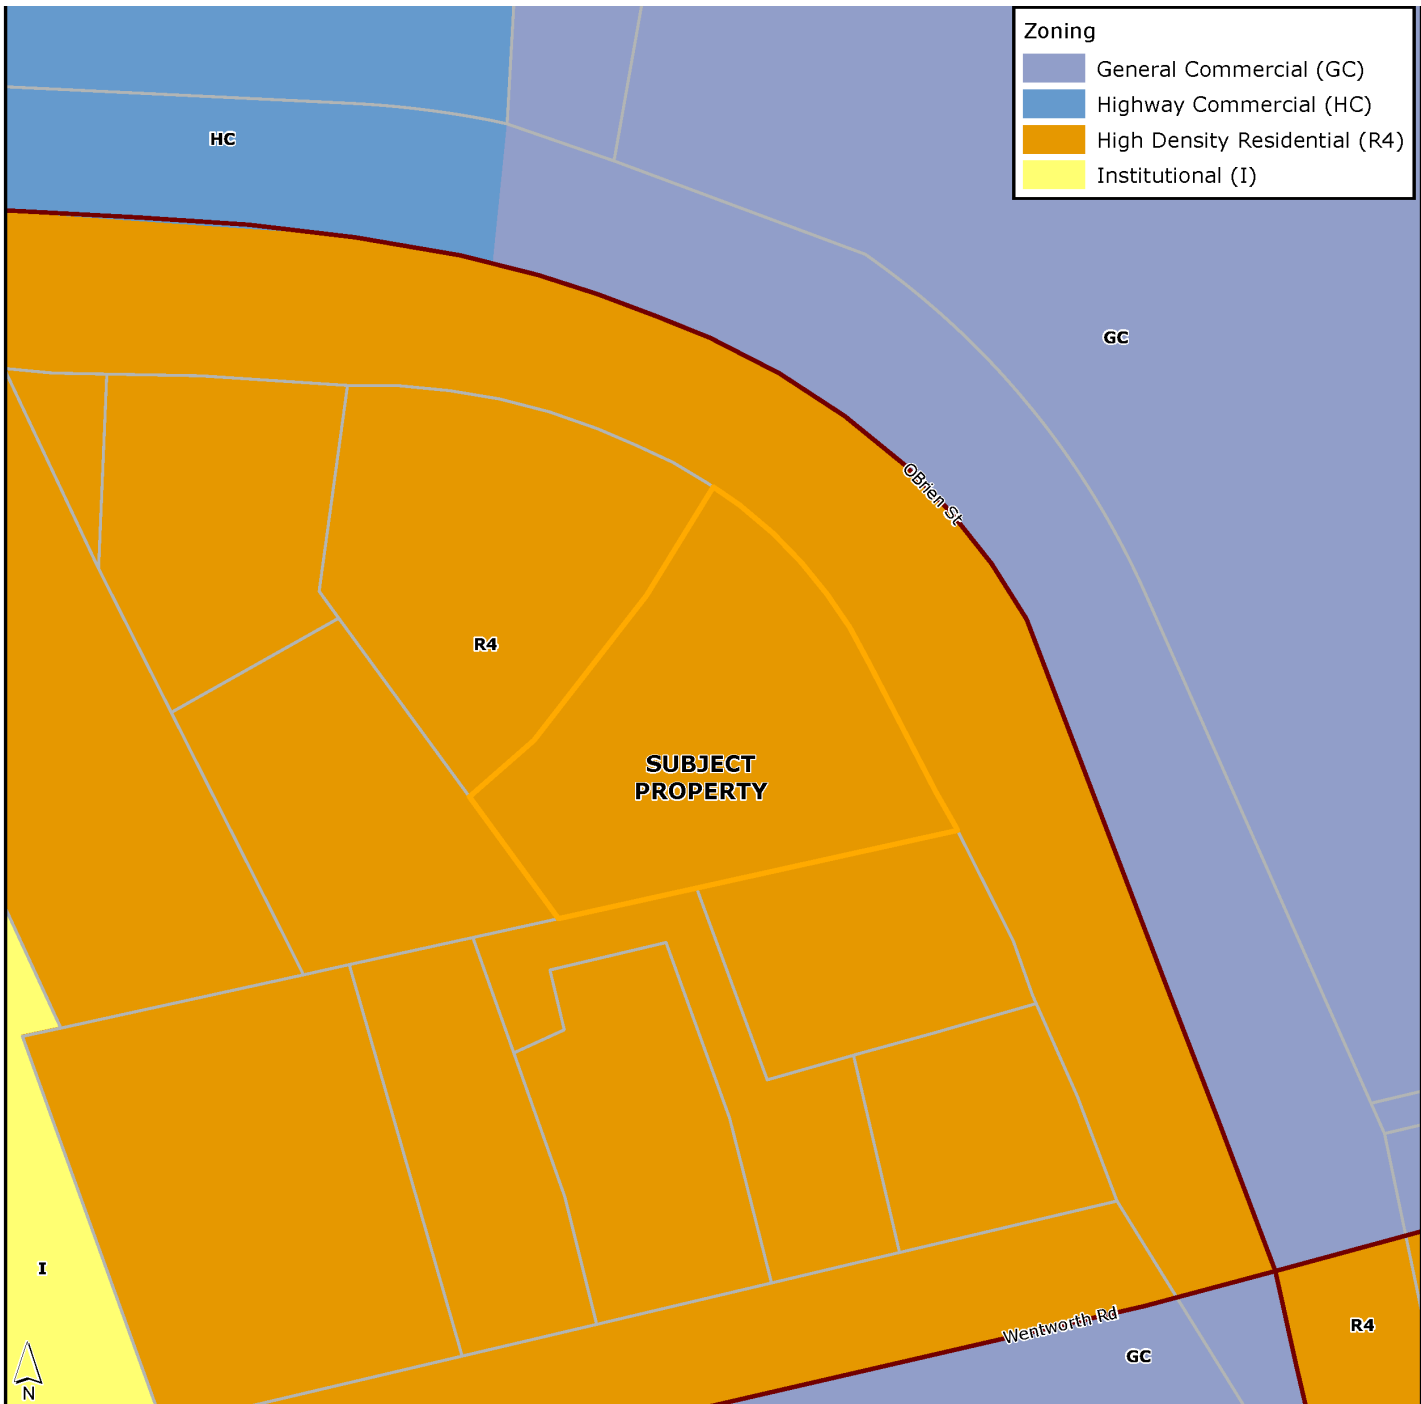 Zoning
General Commercial (GC)
Highway Commercial (HC)
High Density Residential (R4)
Institutional (I)
HC
GC
OBrien St
R4
SUBJECT
PROPERTY
I
Wentworth Rd
R4
GC
N